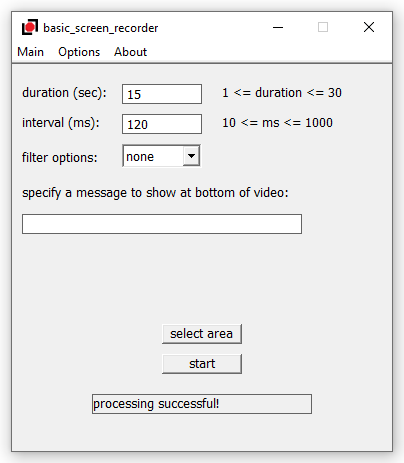 basic_screen_recorder
Main Options About
duration (sec): 15 1 <= duration <= 30
interval (ms): 120 10 <= ms <= 1000
filter options: none
specify a message to show at bottom of video:
select area
start
processing successful!